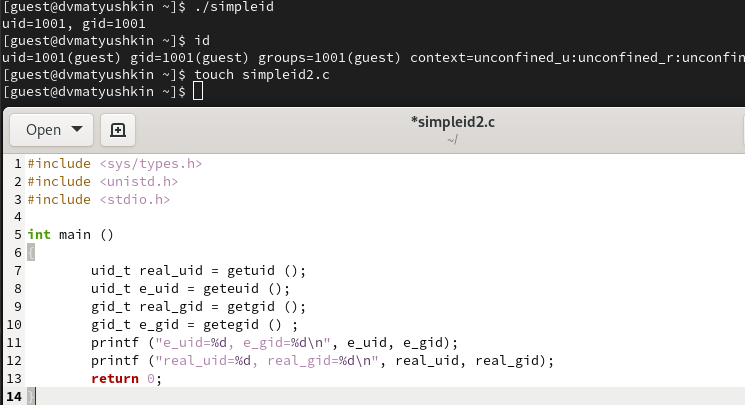 [guest@dvmatyushkin ~]$ ./simpleid
uid=1001, gid=1001
[guest@dvmatyushkin ~]$ id
uid=1001(guest) gid=1001(guest) groups=1001(guest) context=unconfined_u:unconfined_r:unconfin
[guest@dvmatyushkin ~]$ touch simpleid2.c
[guest@dvmatyushkin ~]$
Open
*simpleid2.c
~/
1 #include <sys/types.h>
2 #include <unistd.h>
3 #include <stdio.h>
4
5 int main ()
6 {
7         uid_t real_uid = getuid ();
8         uid_t e_uid = geteuid ();
9         gid_t real_gid = getgid ();
10         gid_t e_gid = getegid () ;
11         printf ("e_uid=%d, e_gid=%d\n", e_uid, e_gid);
12         printf ("real_uid=%d, real_gid=%d\n", real_uid, real_gid);
13         return 0;
14 }